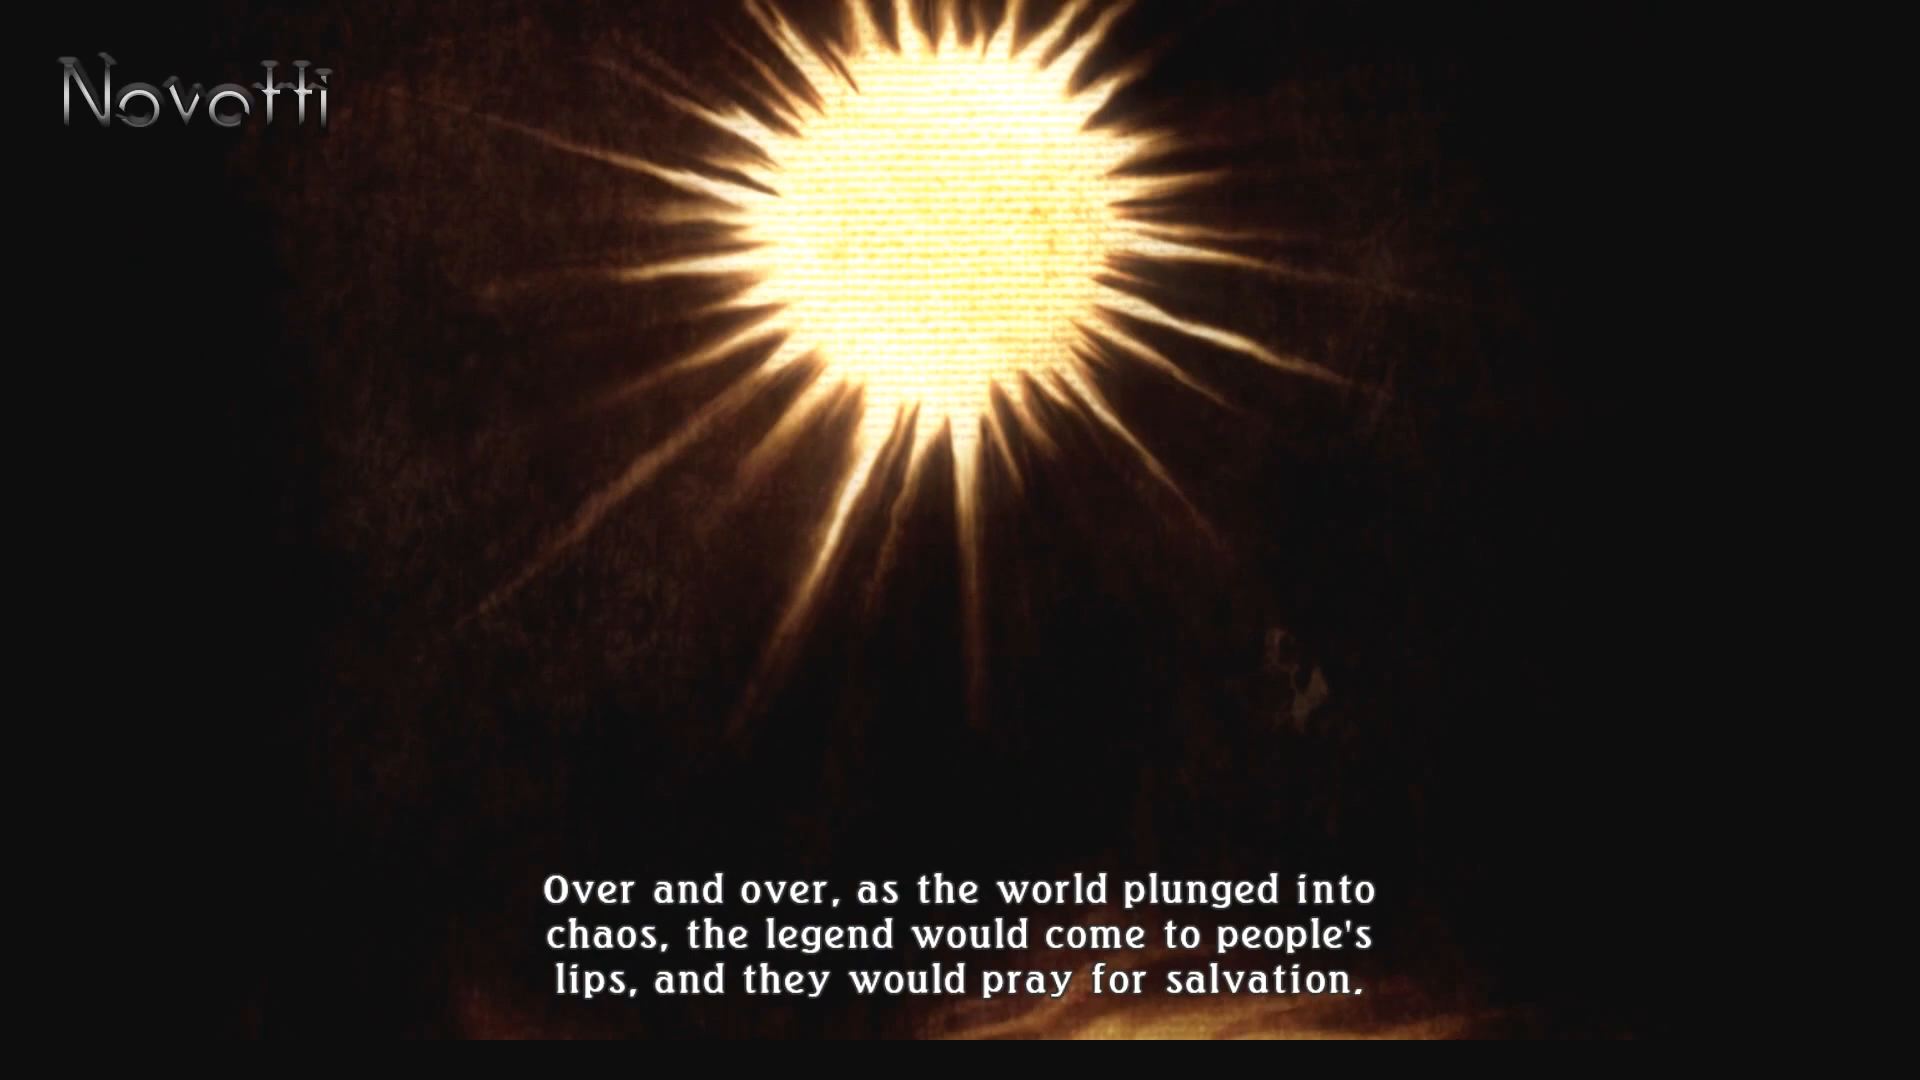 Novatti
Over and over, as the world plunged into
chaos, the legend would come to people's
lips, and they would pray for salvation.